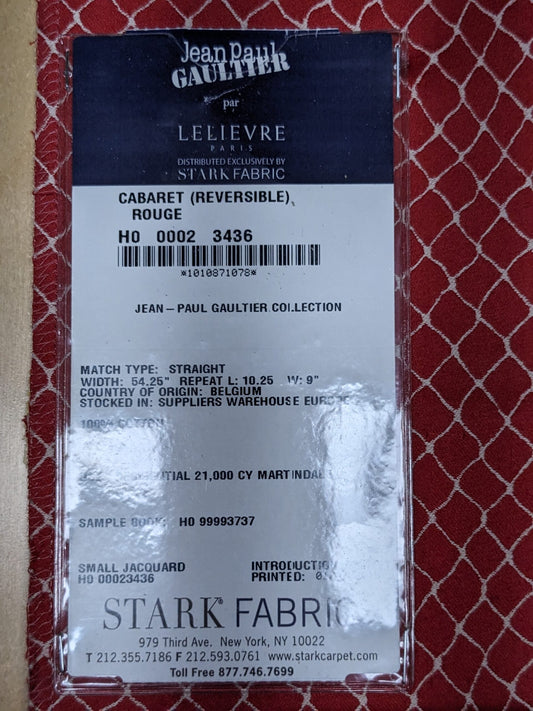 Jean Paul
GAULTIER
par
LELIEVRE
PARIS
DISTRIBUTED EXCLUSIVELY BY
STARK FABRIC
CABARET (REVERSIBLE)
ROUGE
H0 0002 3436
*1010871078*
JEAN-PAUL GAULTIER COLLECTION
MATCH TYPE: STRAIGHT
WIDTH: 54.25" REPEAT L: 10.25 W: 9"
COUNTRY OF ORIGIN: BELGIUM
STOCKED IN: SUPPLIERS WAREHOUSE EUROPE
100% COTTON
21,000 CY MARTINDALE
SAMPLE BOOK: H0 99993737
SMALL JACQUARD
H0 00023436
INTRODUCTION
PRINTED:
STARK FABRIC
979 Third Ave. New York, NY 10022
T 212.355.7186 F 212.593.0761 www.starkcarpet.com
Toll Free 877.746.7699